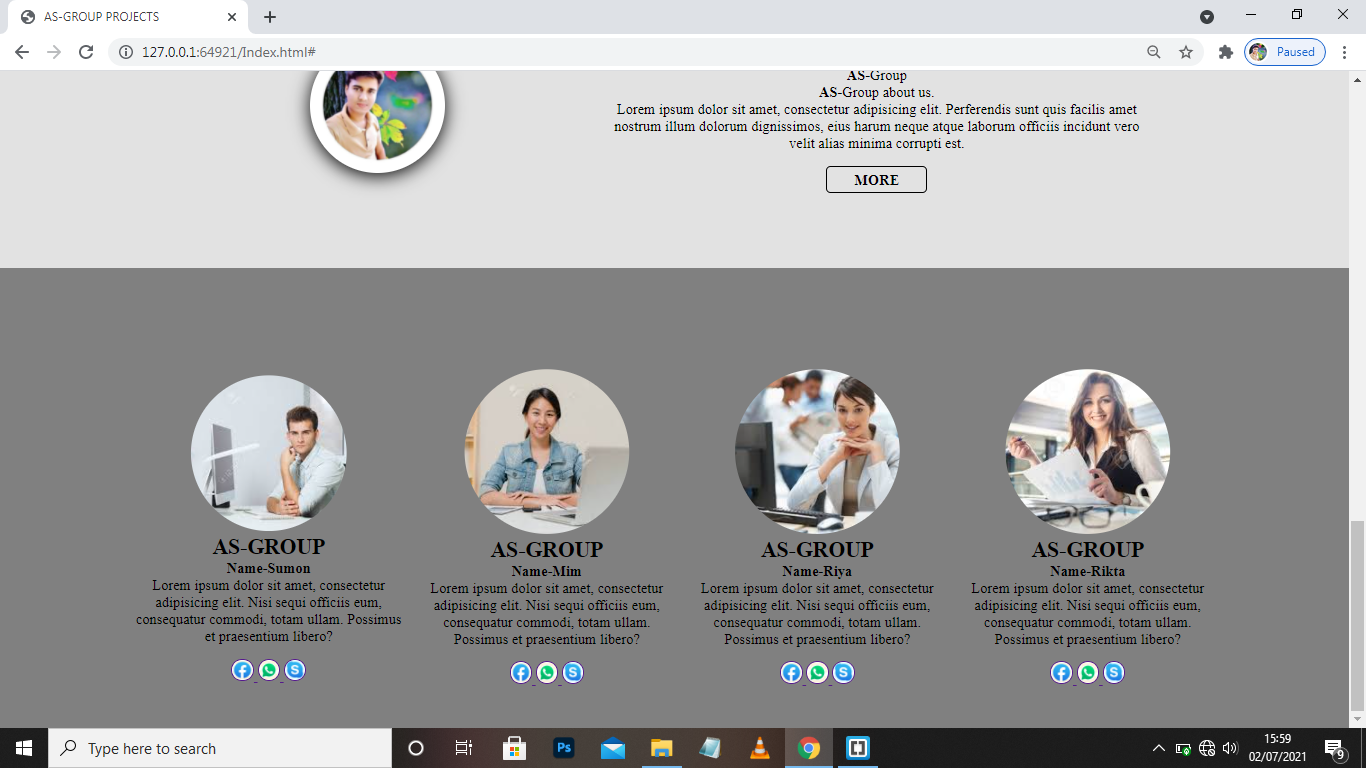 AS-GROUP PROJECTS
127.0.0.1:64921/Index.html#
Paused
AS-Group
AS-Group about us.
Lorem ipsum dolor sit amet, consectetur adipisicing elit. Perferendis sunt quis facilis amet
nostrum illum dolorum dignissimos, eius harum neque atque laborum officiis incidunt vero
velit alias minima corrupti est.
MORE
AS-GROUP
Name-Sumon
Lorem ipsum dolor sit amet, consectetur
adipisicing elit. Nisi sequi officiis eum,
consequatur commodi, totam ullam. Possimus
et praesentium libero?
AS-GROUP
Name-Mim
Lorem ipsum dolor sit amet, consectetur
adipisicing elit. Nisi sequi officiis eum,
consequatur commodi, totam ullam.
Possimus et praesentium libero?
AS-GROUP
Name-Riya
Lorem ipsum dolor sit amet, consectetur
adipisicing elit. Nisi sequi officiis eum,
consequatur commodi, totam ullam.
Possimus et praesentium libero?
AS-GROUP
Name-Rikta
Lorem ipsum dolor sit amet, consectetur
adipisicing elit. Nisi sequi officiis eum,
consequatur commodi, totam ullam.
Possimus et praesentium libero?
Type here to search
Ps
15:59
02/07/2021
9